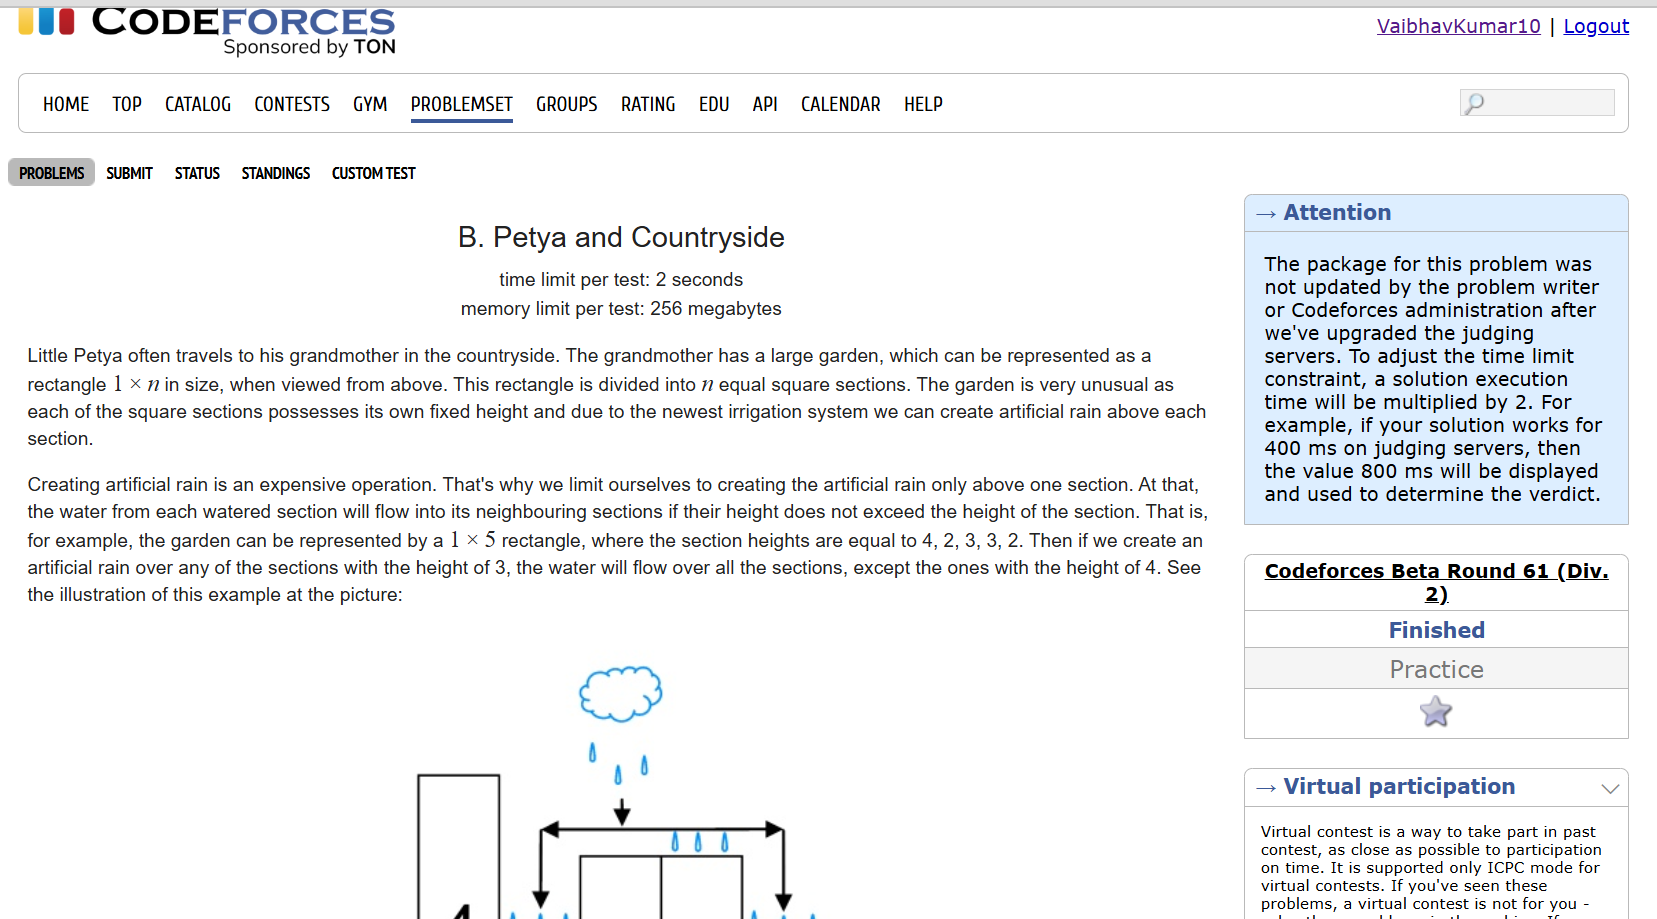 CODEFORCES
Sponsored by TON
VaibhavKumar10 | Logout
HOME TOP CATALOG CONTESTS GYM PROBLEMSET GROUPS RATING EDU API CALENDAR HELP
PROBLEMS SUBMIT STATUS STANDINGS CUSTOM TEST
B. Petya and Countryside
time limit per test: 2 seconds
memory limit per test: 256 megabytes
Little Petya often travels to his grandmother in the countryside. The grandmother has a large garden, which can be represented as a
rectangle 1 × n in size, when viewed from above. This rectangle is divided into n equal square sections. The garden is very unusual as
each of the square sections possesses its own fixed height and due to the newest irrigation system we can create artificial rain above each
section.
Creating artificial rain is an expensive operation. That's why we limit ourselves to creating the artificial rain only above one section. At that,
the water from each watered section will flow into its neighbouring sections if their height does not exceed the height of the section. That is,
for example, the garden can be represented by a 1 × 5 rectangle, where the section heights are equal to 4, 2, 3, 3, 2. Then if we create an
artificial rain over any of the sections with the height of 3, the water will flow over all the sections, except the ones with the height of 4. See
the illustration of this example at the picture:
4
→ Attention
The package for this problem was
not updated by the problem writer
or Codeforces administration after
we've upgraded the judging
servers. To adjust the time limit
constraint, a solution execution
time will be multiplied by 2. For
example, if your solution works for
400 ms on judging servers, then
the value 800 ms will be displayed
and used to determine the verdict.
Codeforces Beta Round 61 (Div.
2)
Finished
Practice
→ Virtual participation
Virtual contest is a way to take part in past
contest, as close as possible to participation
on time. It is supported only ICPC mode for
virtual contests. If you've seen these
problems, a virtual contest is not for you -